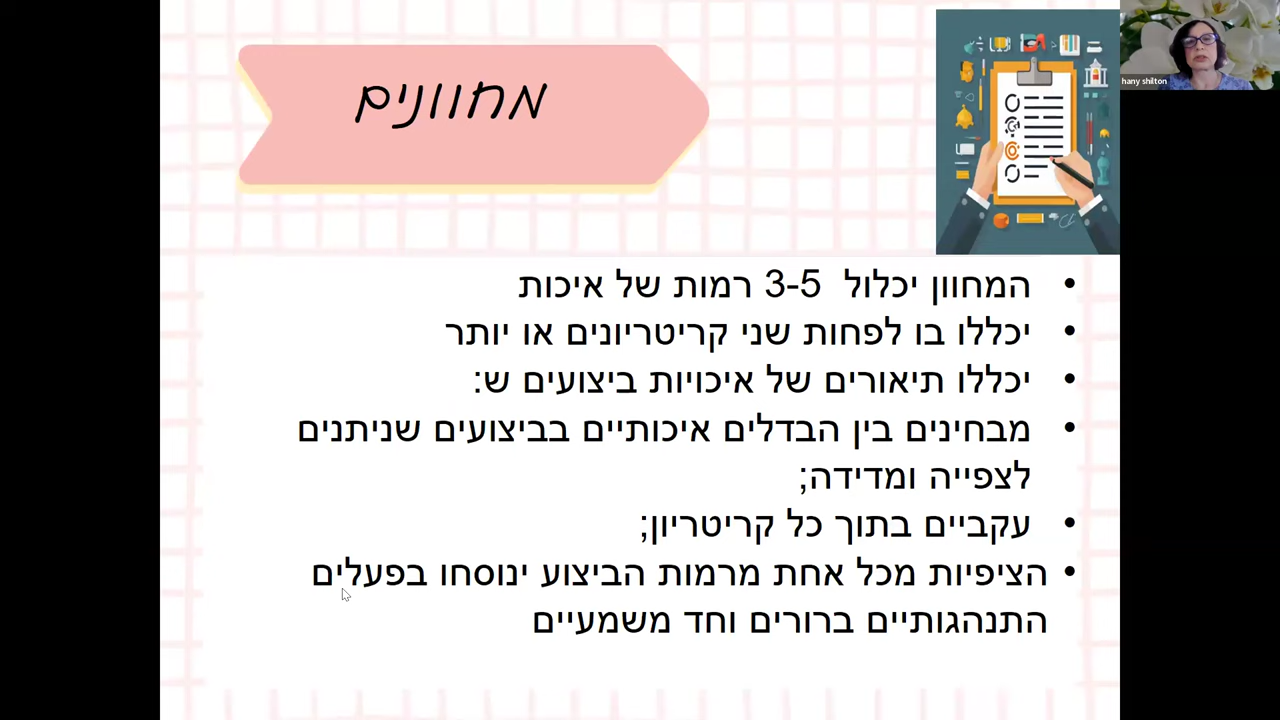 מחוונים
hany shilton
• המחוון יכלול 3-5 רמות של איכות
• יכללו בו לפחות שני קריטריונים או יותר
• יכללו תיאורים של איכויות ביצועים ש:
• מבחינים בין הבדלים איכותיים בביצועים שניתנים
לצפייה ומדידה;
• עקביים בתוך כל קריטריון;
• הציפיות מכל אחת מרמות הביצוע ינוסחו בפעלים
התנהגותיים ברורים וחד משמעיים